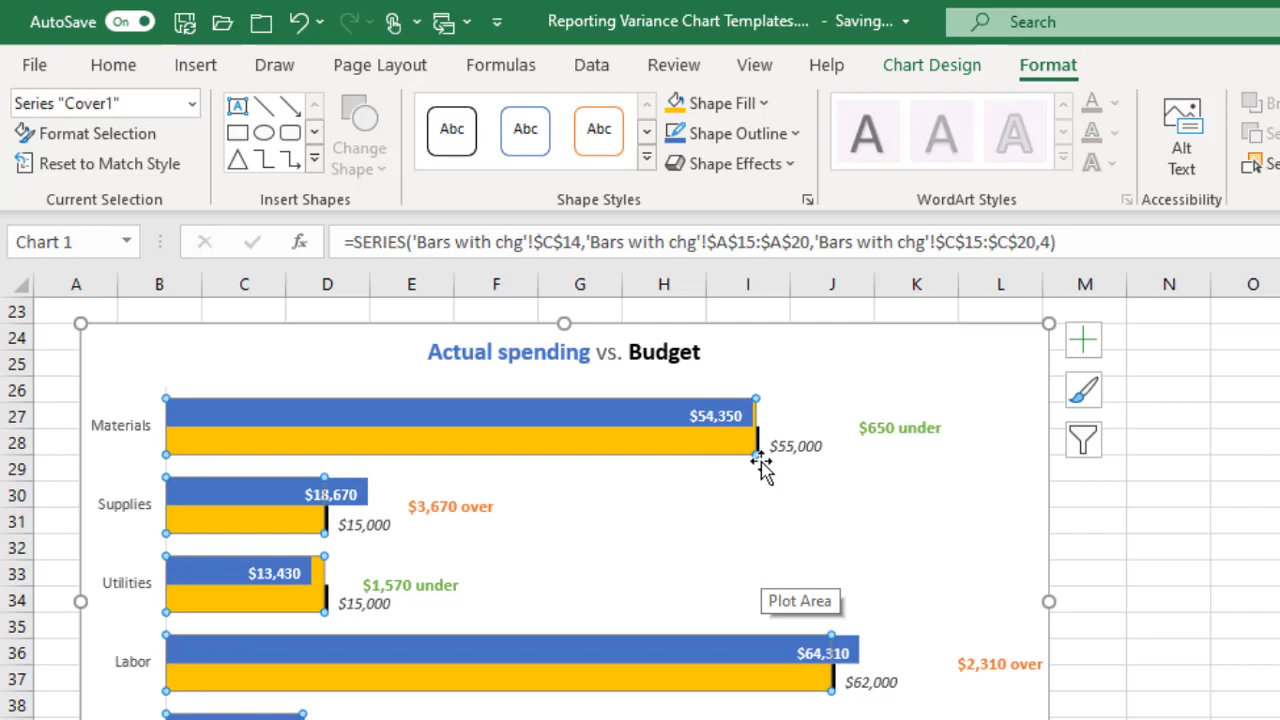 AutoSave On Reporting Variance Chart Templates.... - Saving... Search
File Home Insert Draw Page Layout Formulas Data Review View Help Chart Design Format
Series "Cover1"
Format Selection
Reset to Match Style
Current Selection
Change
Shape
Insert Shapes
Abc Abc Abc
Shape Fill
Shape Outline
Shape Effects
Shape Styles
A A A
WordArt Styles
A
A
A
Alt
Text
Accessibility
Chart 1 fx =SERIES('Bars with chg'!$C$14,'Bars with chg'!$A$15:$A$20,'Bars with chg'!$C$15:$C$20,4)
A B C D E F G H I J K L M N O
23
24
25
26
27
28
29
30
31
32
33
34
35
36
37
38
Actual spending vs. Budget
Materials $54,350 $55,000 $650 under
Supplies $18,670 $15,000 $3,670 over
Utilities $13,430 $15,000 $1,570 under
Plot Area
Labor $64,310 $62,000 $2,310 over